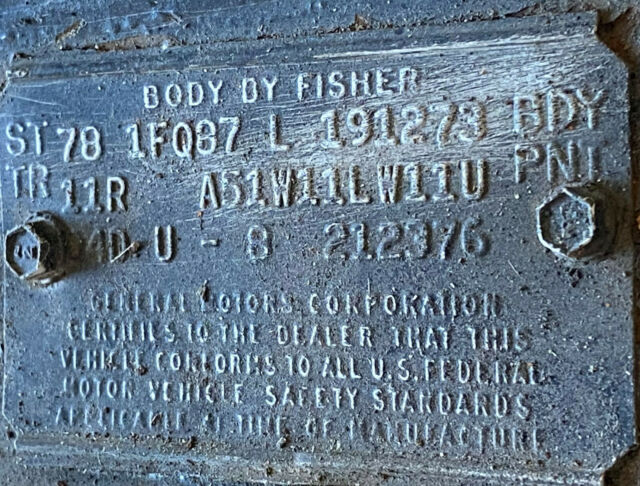 BODY BY FISHER
ST 78 1FQ87 L 191273 BDY
TR 11R A51W11LW11U PNT
U - 8 212376
GENERAL MOTORS CORPORATION
CERTIFIES TO THE DEALER THAT THIS
VEHICLE CONFORMS TO ALL U.S. FEDERAL
MOTOR VEHICLE SAFETY STANDARDS
APPLICABLE AT TIME OF MANUFACTURE